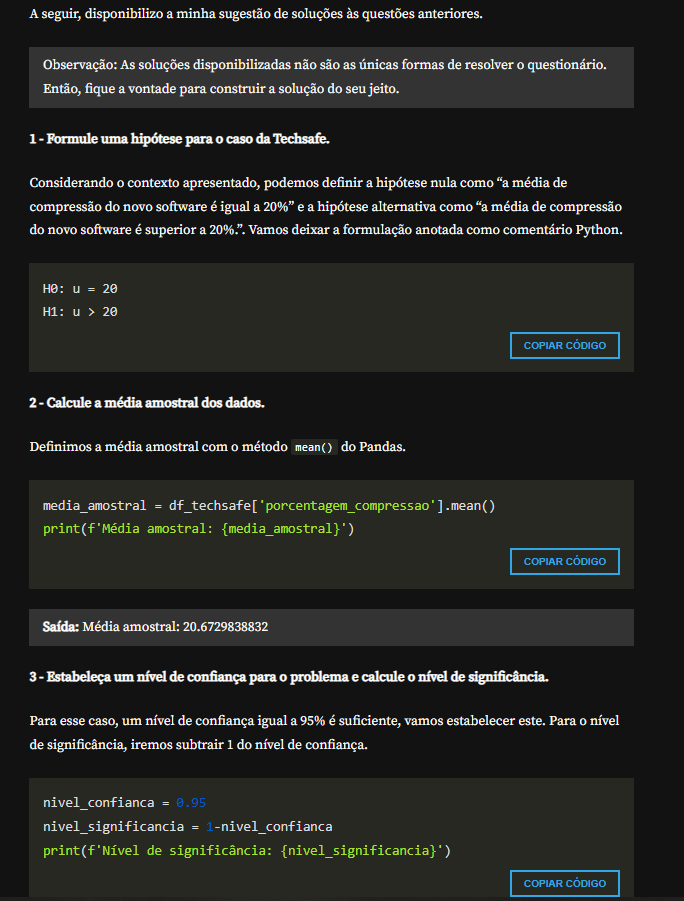 A seguir, disponibilizo a minha sugestão de soluções às questões anteriores.
Observação: As soluções disponibilizadas não são as únicas formas de resolver o questionário.
Então, fique a vontade para construir a solução do seu jeito.
1 - Formule uma hipótese para o caso da Techsafe.
Considerando o contexto apresentado, podemos definir a hipótese nula como “a média de
compressão do novo software é igual a 20%” e a hipótese alternativa como “a média de compressão
do novo software é superior a 20%.”. Vamos deixar a formulação anotada como comentário Python.
H0: u = 20
H1: u > 20
COPIAR CÓDIGO
2 - Calcule a média amostral dos dados.
Definimos a média amostral com o método mean() do Pandas.
media_amostral = df_techsafe['porcentagem_compressao'].mean()
print(f'Média amostral: {media_amostral}')
COPIAR CÓDIGO
Saída: Média amostral: 20.6729838832
3 - Estabeleça um nível de confiança para o problema e calcule o nível de significância.
Para esse caso, um nível de confiança igual a 95% é suficiente, vamos estabelecer este. Para o nível
de significância, iremos subtrair 1 do nível de confiança.
nivel_confianca = 0.95
nivel_significancia = 1-nivel_confianca
print(f'Nível de significância: {nivel_significancia}')
COPIAR CÓDIGO